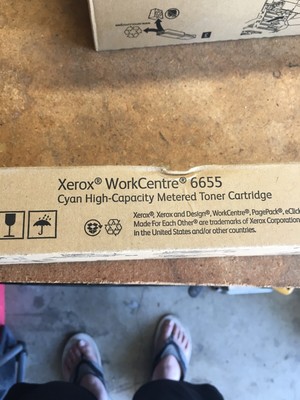 Xerox® WorkCentre® 6655
Cyan High-Capacity Metered Toner Cartridge
Xerox®, Xerox and Design®, WorkCentre®, PagePack®, eClick
Made For Each Other® are trademarks of Xerox Corporation
in the United States and/or other countries.